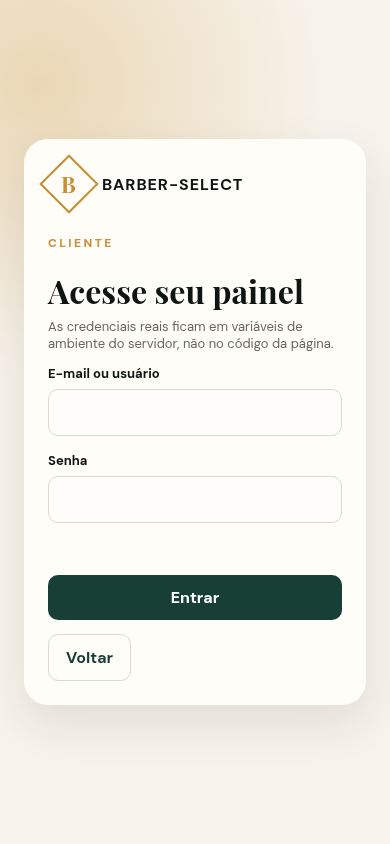 B
BARBER-SELECT
CLIENTE
Acesse seu painel
As credenciais reais ficam em variáveis de
ambiente do servidor, não no código da página.
E-mail ou usuário
Senha
Entrar
Voltar